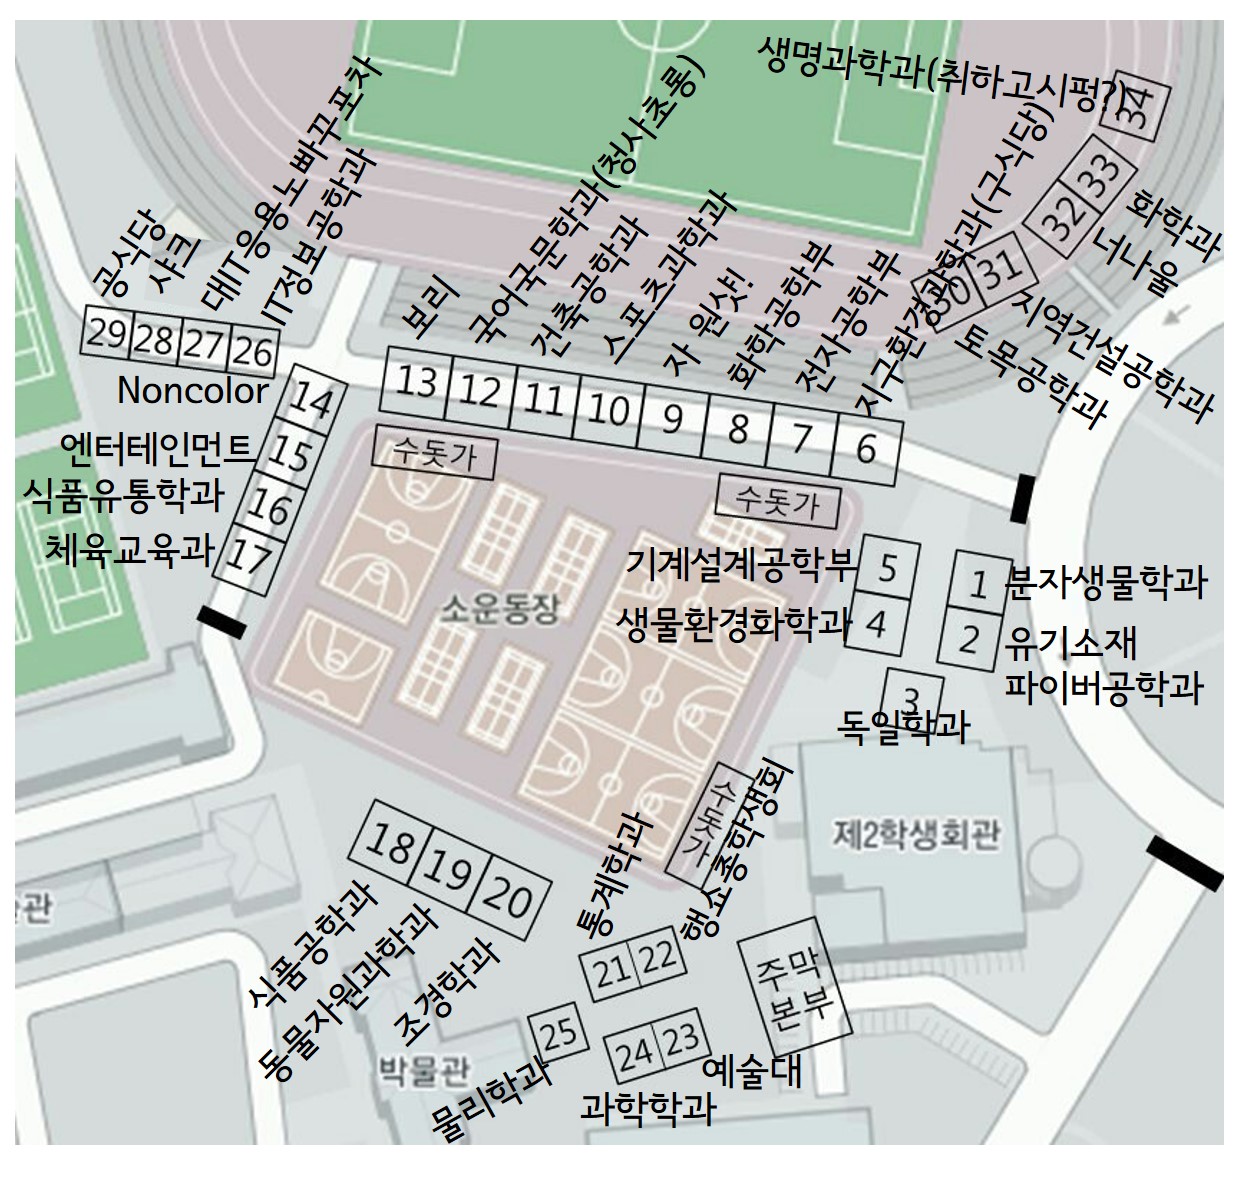 생명과학과(취하고시펑?)
34
33
32
화학과
너나울
31
30
지역건설공학과
토목공학과
공식당
샤크
대IT응응노빠꾸포차
IT정보공학과
29
28
27
26
보리
국어국문학과(청사초롱)
건축공학과
스포츠과학과
자 원샷!
화학공학부
전자공학부
지구환경과학과(구식당)
13
12
11
10
9
8
7
6
Noncolor
14
엔터테인먼트
15
식품유통학과
16
체육교육과
17
수돗가
수돗가
소운동장
기계설계공학부
5
생물환경화학과
4
1
분자생물학과
2
유기소재
파이버공학과
3
독일학과
수
돗
가
제2학생회관
18
19
20
식품공학과
동물자원과학과
조경학과
통계학과
행소총학생회
21
22
주막
본부
25
24
23
물리학과
과학학과
예술대
박물관
관